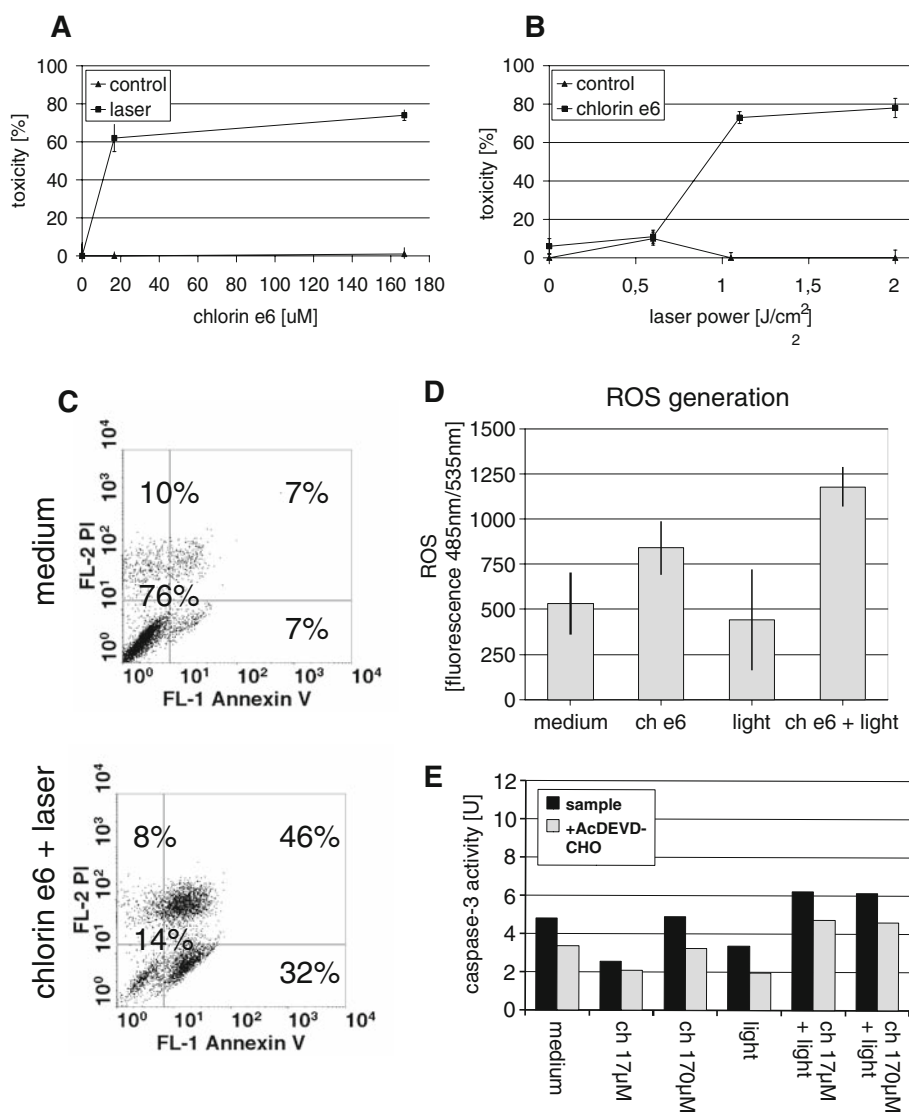 A
100
80
60
40
20
0
toxicity [%]
control
laser
0 20 40 60 80 100 120 140 160 180
chlorin e6 [uM]
B
100
80
60
40
20
0
toxicity [%]
control
chlorin e6
0 0,5 1 1,5 2
laser power [J/cm2]
2
C
medium
FL-2 PI
10^4
10^3
10^2
10^1
10^0
10% 7%
76%
7%
10^0 10^1 10^2 10^3 10^4
FL-1 Annexin V
chlorin e6 + laser
FL-2 PI
10^4
10^3
10^2
10^1
10^0
8% 46%
14%
32%
10^0 10^1 10^2 10^3 10^4
FL-1 Annexin V
D
ROS generation
ROS
[fluorescence 485nm/535nm]
1500
1250
1000
750
500
250
0
medium ch e6 light ch e6 + light
E
caspase-3 activity [U]
12
10
8
6
4
2
0
sample
+AcDEVD-
CHO
medium
ch 17µM
ch 170µM
light
ch 17µM
+ light
ch 170µM
+ light